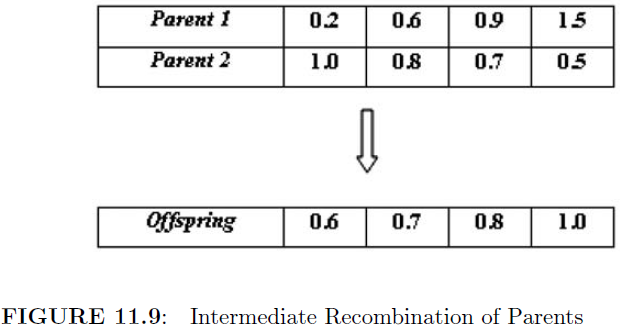 Parent 1 0.2 0.6 0.9 1.5
Parent 2 1.0 0.8 0.7 0.5
Offspring 0.6 0.7 0.8 1.0
FIGURE 11.9: Intermediate Recombination of Parents